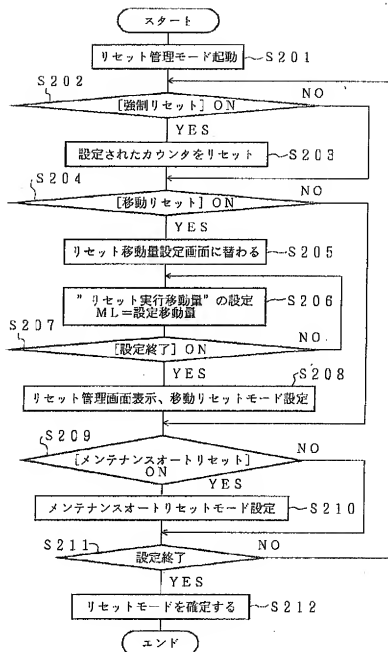 スタート
リセット管理モード起動
S201
S202
[強制リセット] ON
NO
YES
設定されたカウンタをリセット
S203
S204
[移動リセット] ON
NO
YES
リセット移動量設定画面に替わる
S205
"リセット実行移動量"の設定
ML=設定移動量
S206
S207
[設定終了] ON
NO
YES
S208
リセット管理画面表示、移動リセットモード設定
S209
[メンテナンスオートリセット]
ON
NO
YES
メンテナンスオートリセットモード設定
S210
S211
設定終了
NO
YES
リセットモードを確定する
S212
エンド